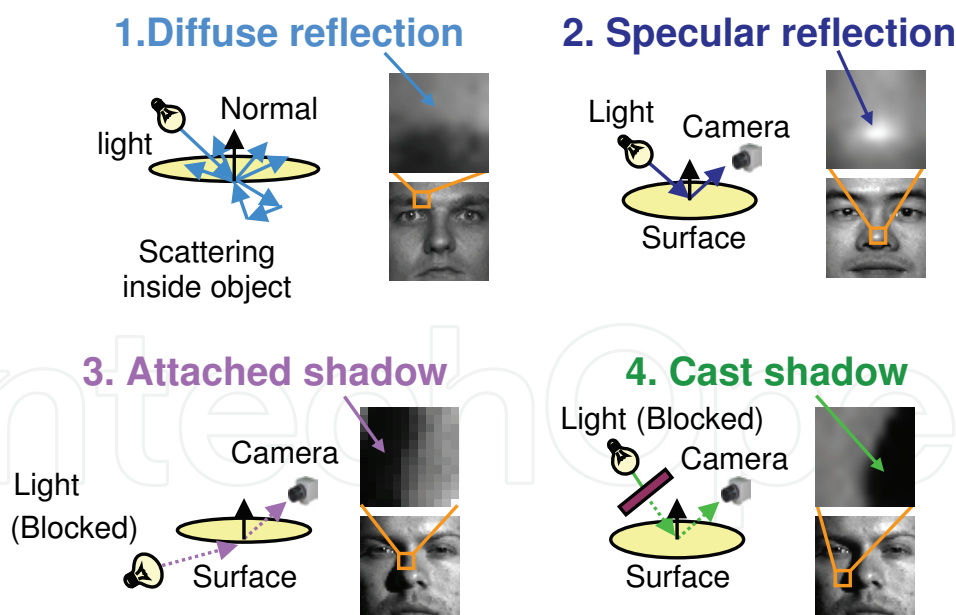 1.Diffuse reflection
Normal
light
Scattering
inside object
2. Specular reflection
Light
Camera
Surface
3. Attached shadow
Camera
Light
(Blocked)
Surface
4. Cast shadow
Light (Blocked)
Camera
Surface
ntechOpe